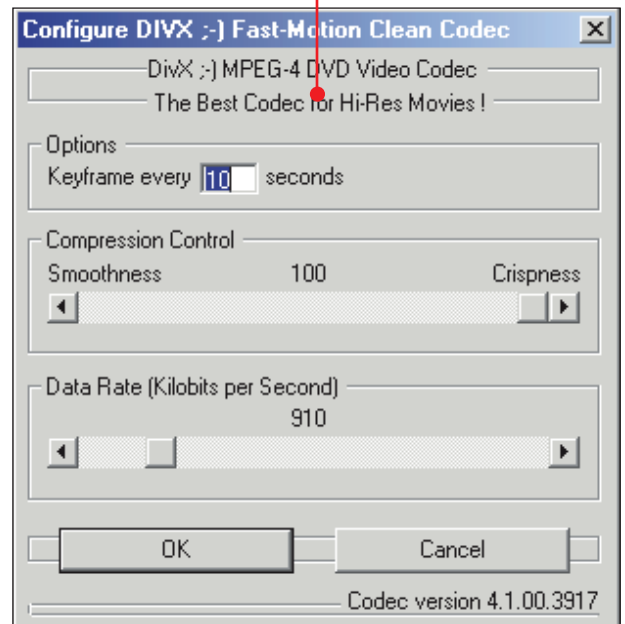 Configure DIVX ;-) Fast-Motion Clean Codec
DivX ;-) MPEG-4 DVD Video Codec
The Best Codec for Hi-Res Movies !
Options
Keyframe every 10 seconds
Compression Control
Smoothness 100 Crispness
Data Rate (Kilobits per Second)
910
OK Cancel
Codec version 4.1.00.3917